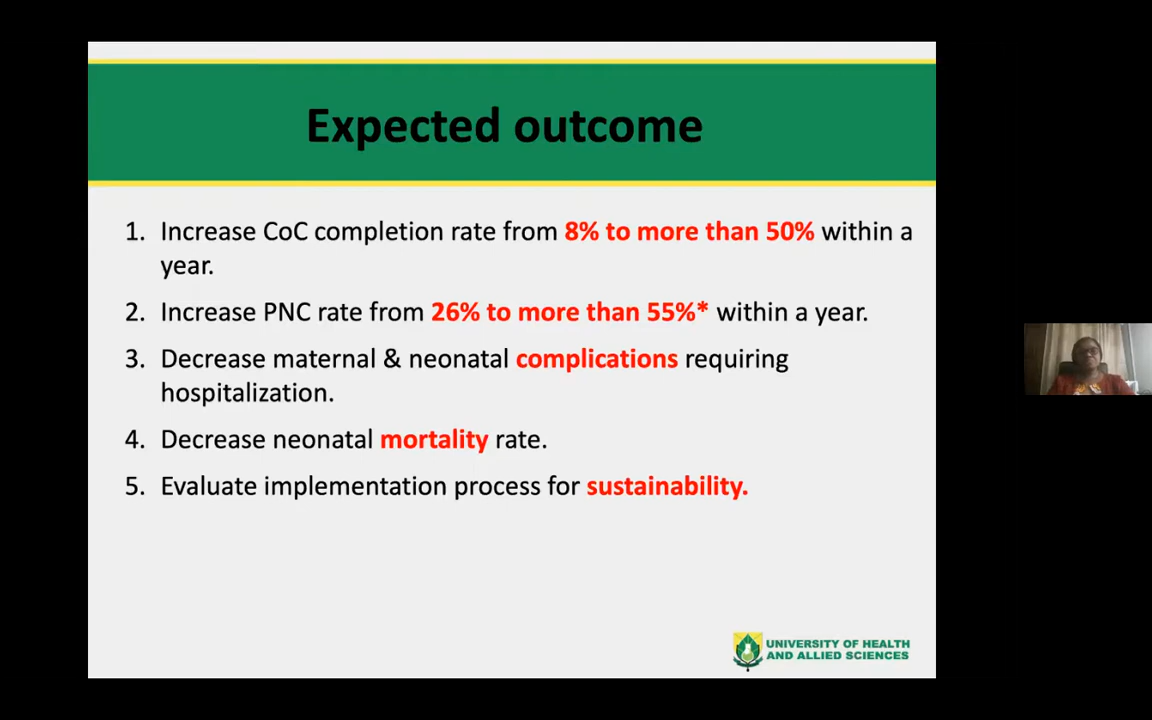 Expected outcome
1. Increase CoC completion rate from 8% to more than 50% within a
year.
2. Increase PNC rate from 26% to more than 55%* within a year.
3. Decrease maternal & neonatal complications requiring
hospitalization.
4. Decrease neonatal mortality rate.
5. Evaluate implementation process for sustainability.
UNIVERSITY OF HEALTH
AND ALLIED SCIENCES